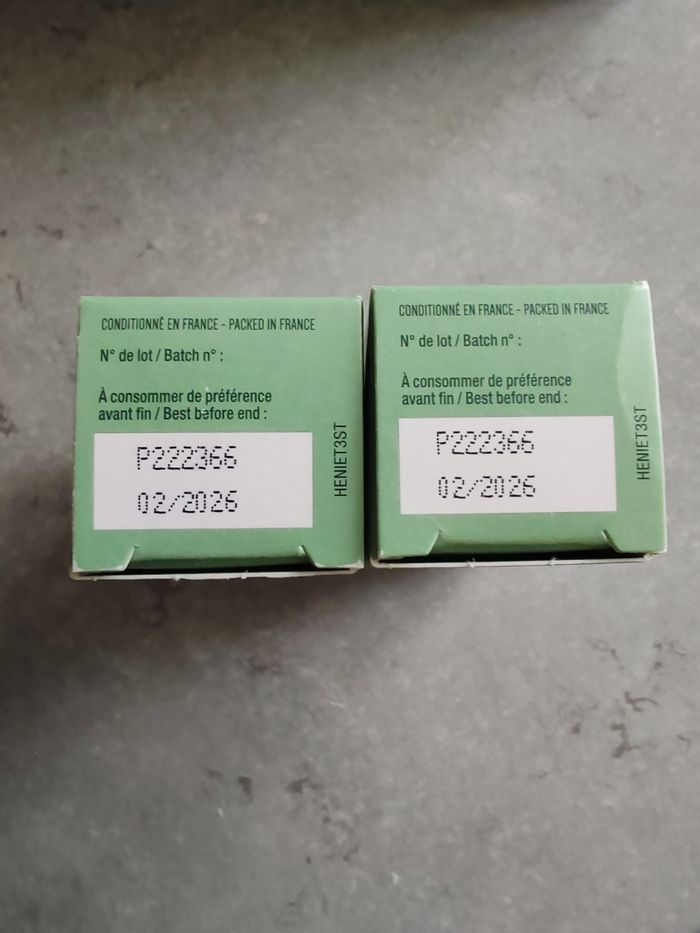 CONDITIONNÉ EN FRANCE - PACKED IN FRANCE
N° de lot / Batch n° :
À consommer de préférence
avant fin / Best before end :
P222366
02/2026
HENIET3ST
CONDITIONNÉ EN FRANCE - PACKED IN FRANCE
N° de lot / Batch n° :
À consommer de préférence
avant fin / Best before end :
P222366
02/2026
HENIET3ST